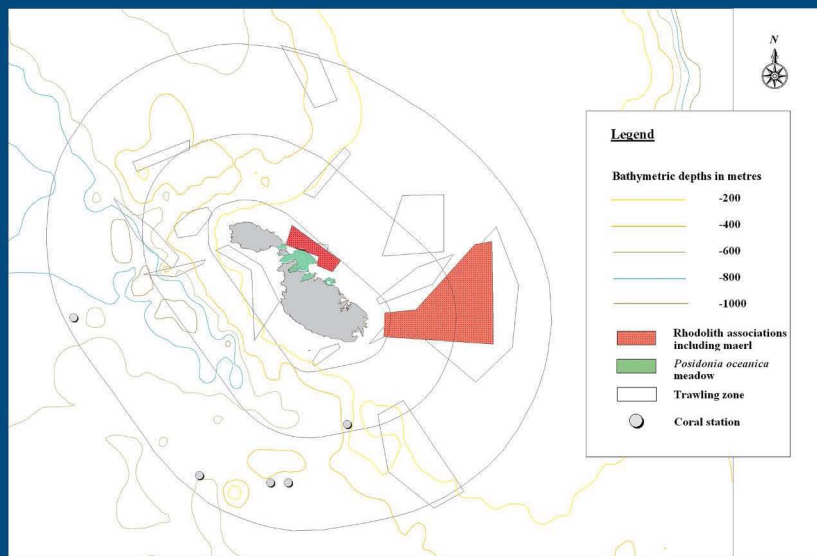 N
Legend
Bathymetric depths in metres
-200
-400
-600
-800
-1000
Rhodolith associations
including maerl
Posidonia oceanica
meadow
Trawling zone
Coral station